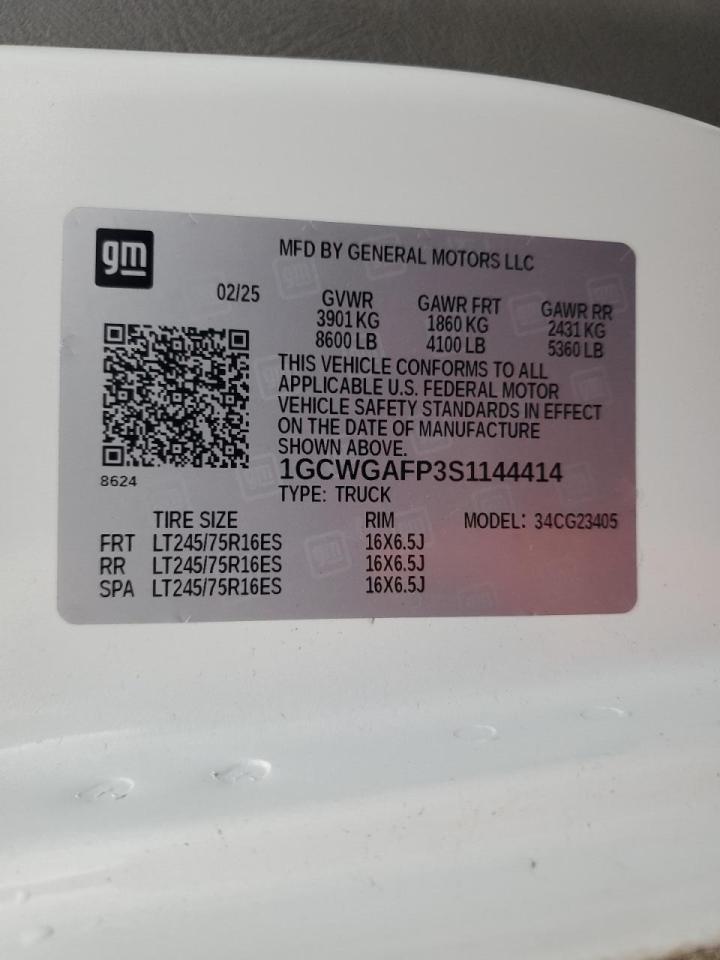 gm
MFD BY GENERAL MOTORS LLC
02/25
GVWR GAWR FRT GAWR RR
3901 KG 1860 KG 2431 KG
8600 LB 4100 LB 5360 LB
THIS VEHICLE CONFORMS TO ALL
APPLICABLE U.S. FEDERAL MOTOR
VEHICLE SAFETY STANDARDS IN EFFECT
ON THE DATE OF MANUFACTURE
SHOWN ABOVE.
8624
1GCWGAFP3S1144414
TYPE: TRUCK
TIRE SIZE RIM MODEL: 34CG23405
FRT LT245/75R16ES 16X6.5J
RR LT245/75R16ES 16X6.5J
SPA LT245/75R16ES 16X6.5J